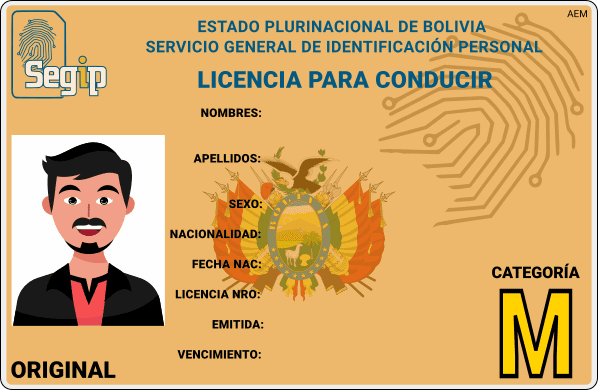 AEM
ESTADO PLURINACIONAL DE BOLIVIA
SERVICIO GENERAL DE IDENTIFICACIÓN PERSONAL
Segip
LICENCIA PARA CONDUCIR
NOMBRES:
APELLIDOS:
SEXO:
NACIONALIDAD:
FECHA NAC:
LICENCIA NRO:
EMITIDA:
VENCIMIENTO:
CATEGORÍA
M
ORIGINAL